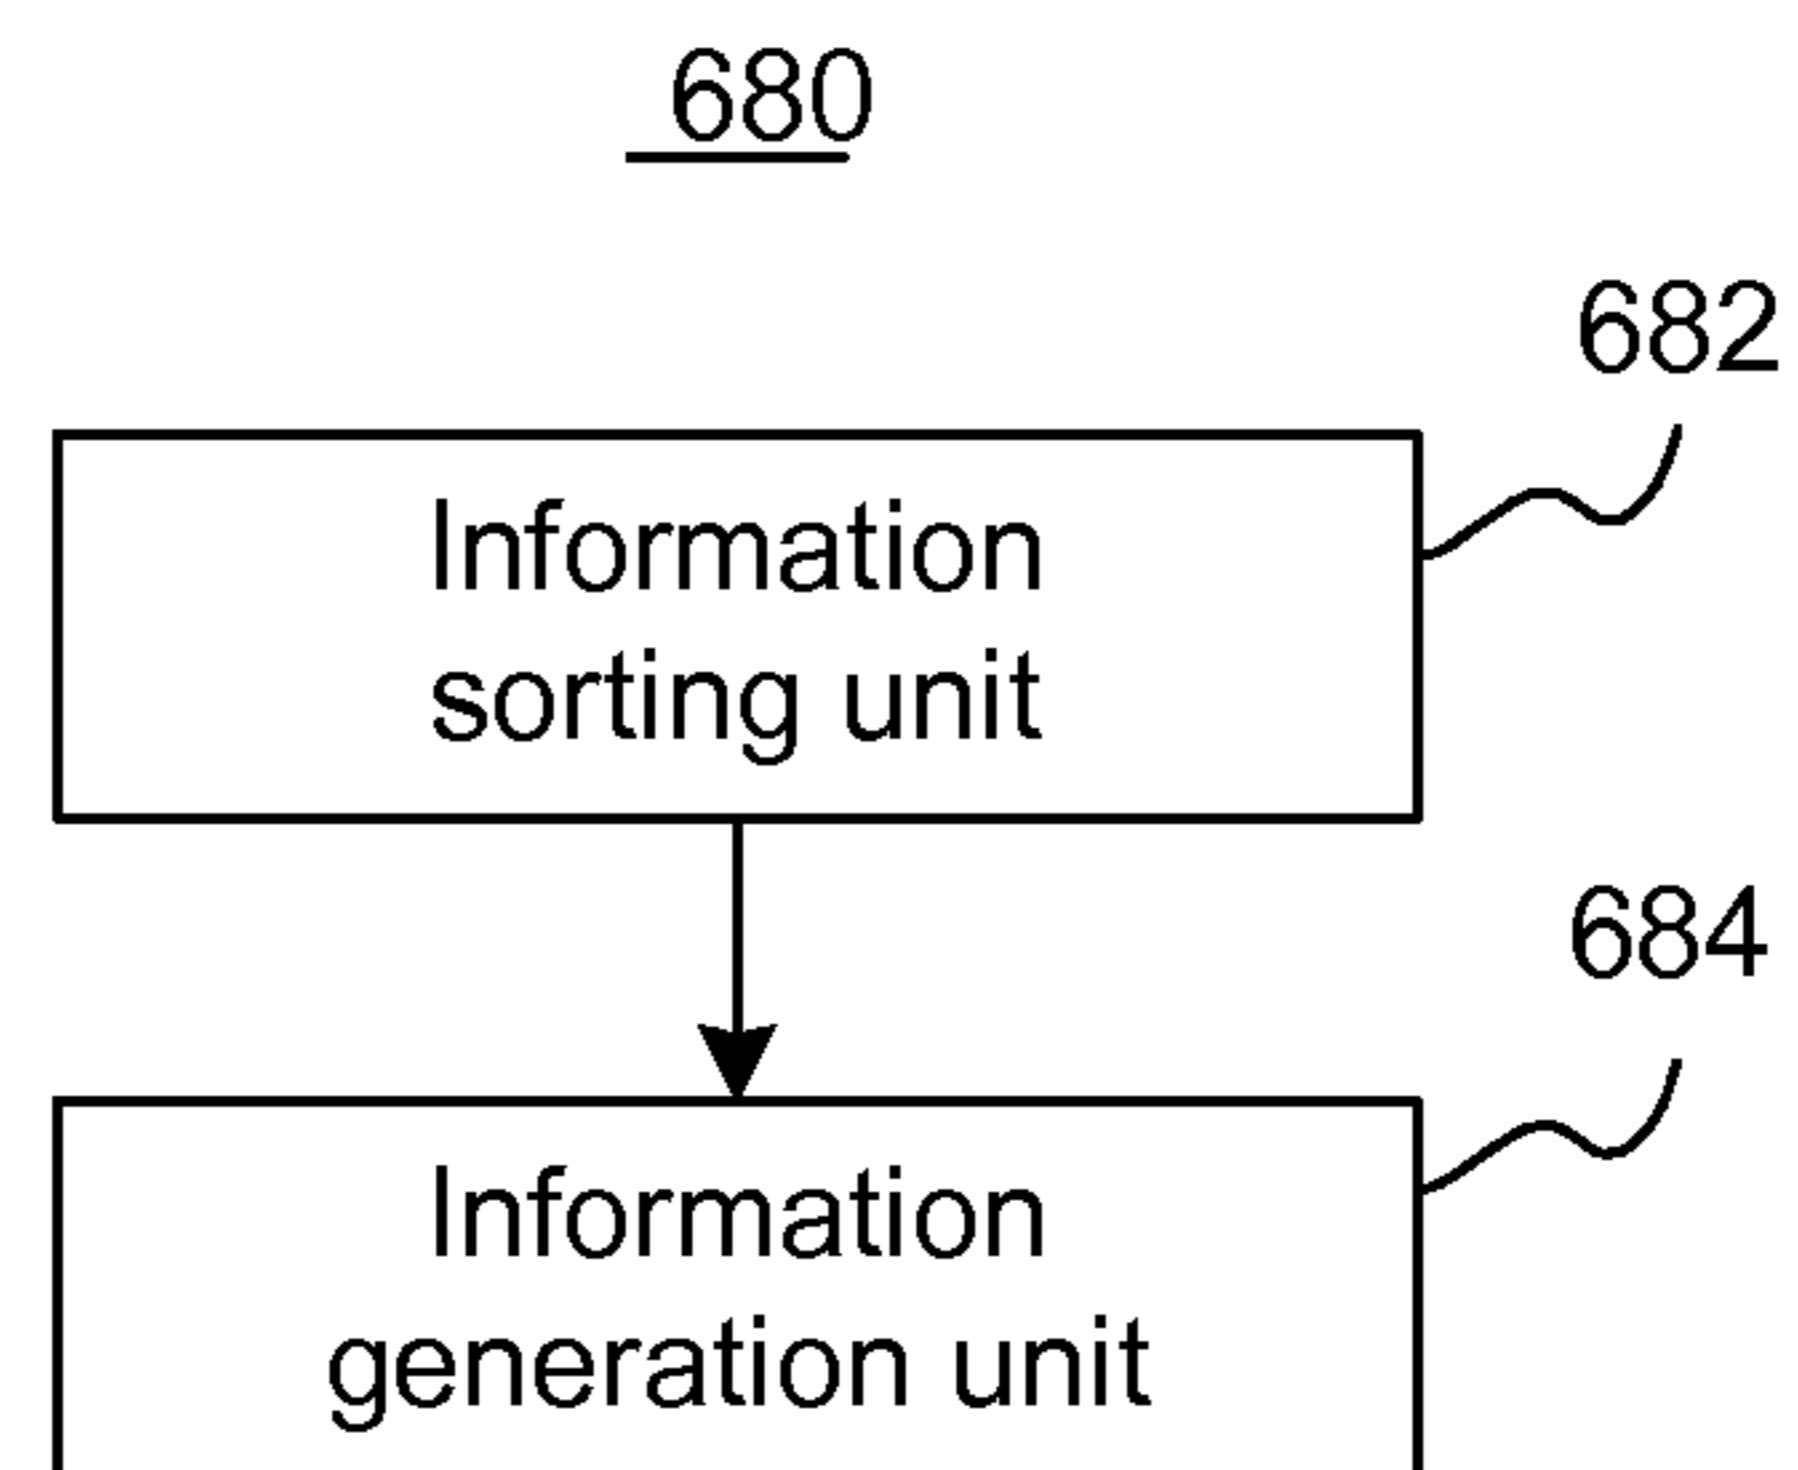 680
682
Information
sorting unit
684
Information
generation unit